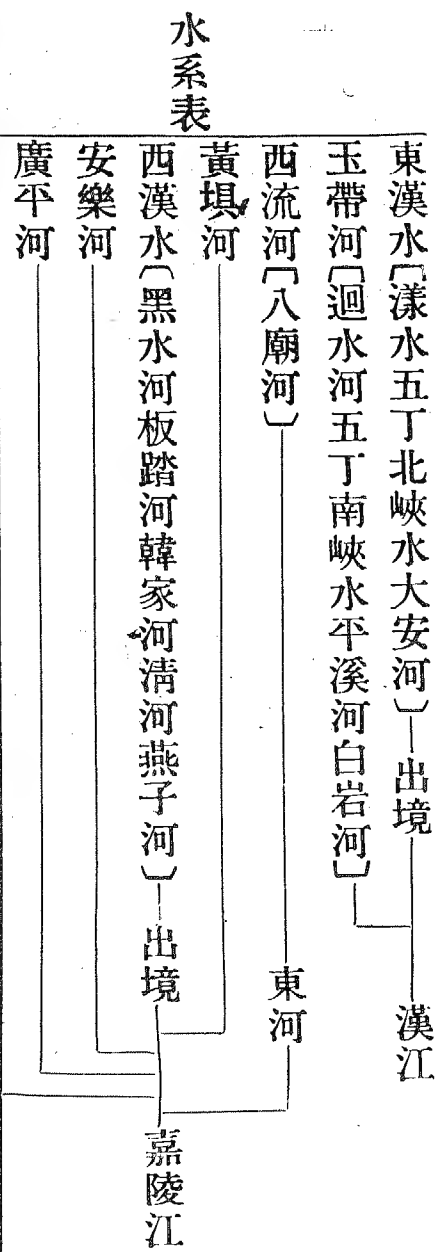 水系表
東漢水〔漾水五丁北峽水大安河〕—出境 漢江
玉帶河〔迴水河五丁南峽水平溪河白岩河〕
西流河〔八廟河〕 東河
黃垻河
西漢水〔黑水河板踏河韓家河清河燕子河〕—出境 嘉陵江
安樂河
廣平河